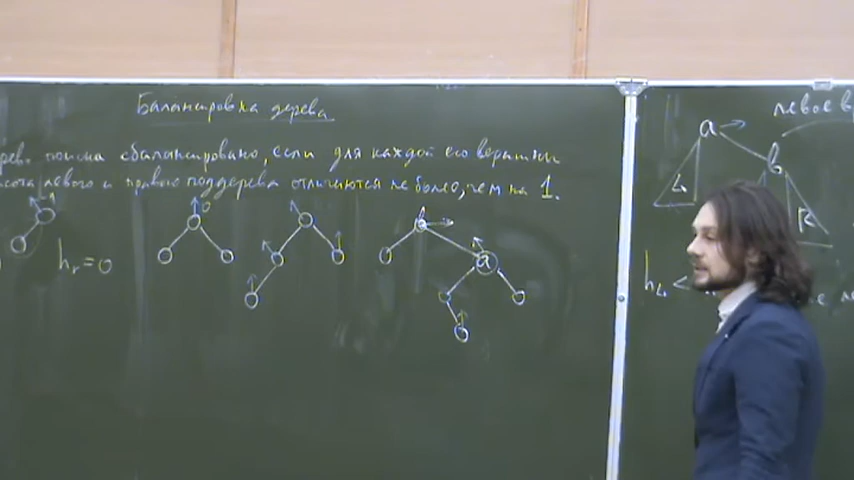 Балансировка дерева
поиска сбалансировано, если для каждой его вершины
левого и правого поддерева отличаются не более, чем на 1.
h_r = 0
0
b
a
левое в
a
b
L
R
h_L <